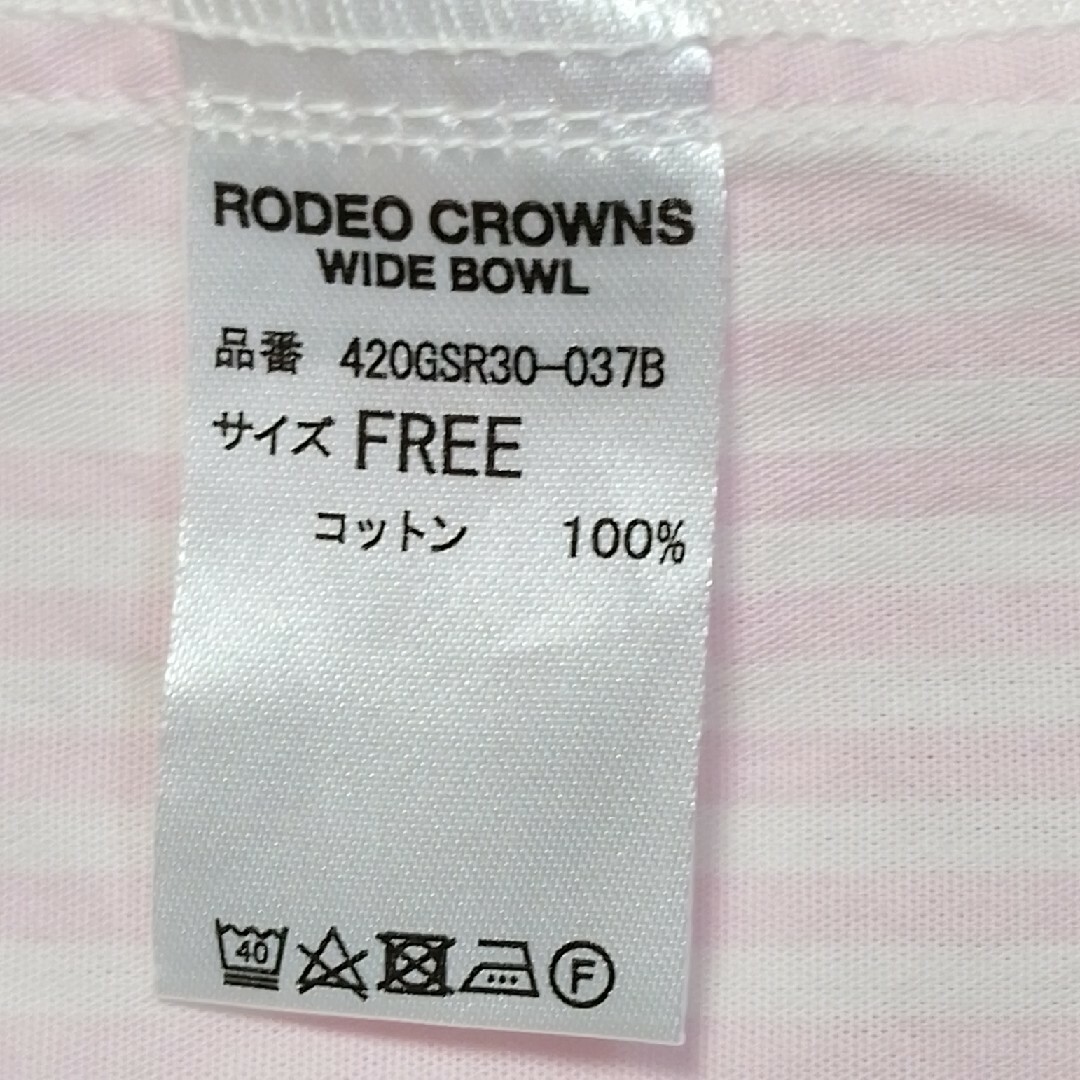 RODEO CROWNS
WIDE BOWL
品番 420GSR30-037B
サイズ FREE
コットン 100%
40 F